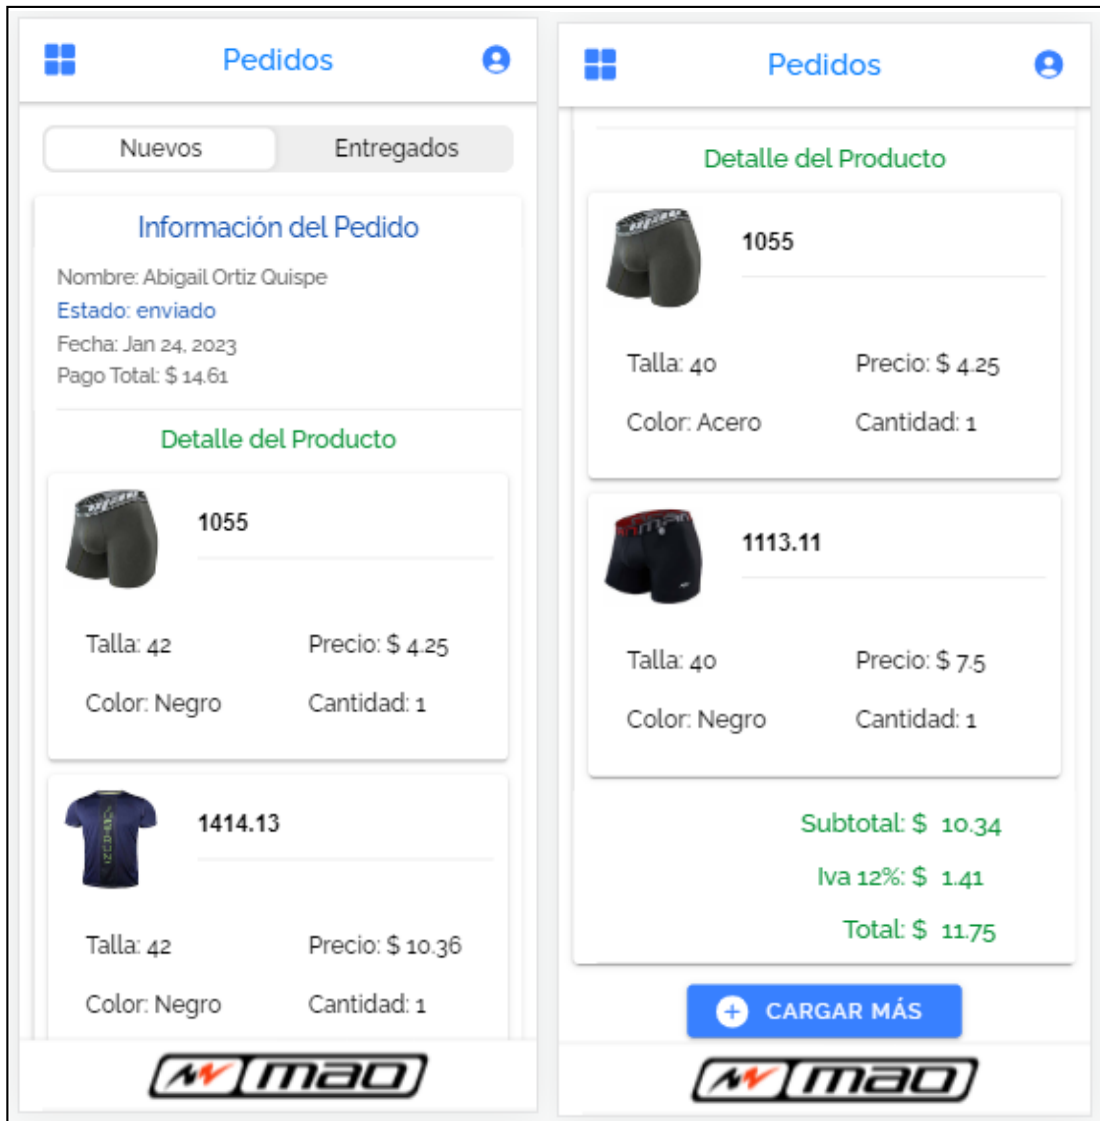 Pedidos
Nuevos
Entregados
Información del Pedido
Nombre: Abigail Ortiz Quispe
Estado: enviado
Fecha: Jan 24, 2023
Pago Total: $ 14.61
Detalle del Producto
1055
Talla: 42 Precio: $ 4.25
Color: Negro Cantidad: 1
1414.13
Talla: 42 Precio: $ 10.36
Color: Negro Cantidad: 1
mao
Pedidos
Detalle del Producto
1055
Talla: 40 Precio: $ 4.25
Color: Acero Cantidad: 1
1113.11
Talla: 40 Precio: $ 7.5
Color: Negro Cantidad: 1
Subtotal: $ 10.34
Iva 12%: $ 1.41
Total: $ 11.75
CARGAR MÁS
mao